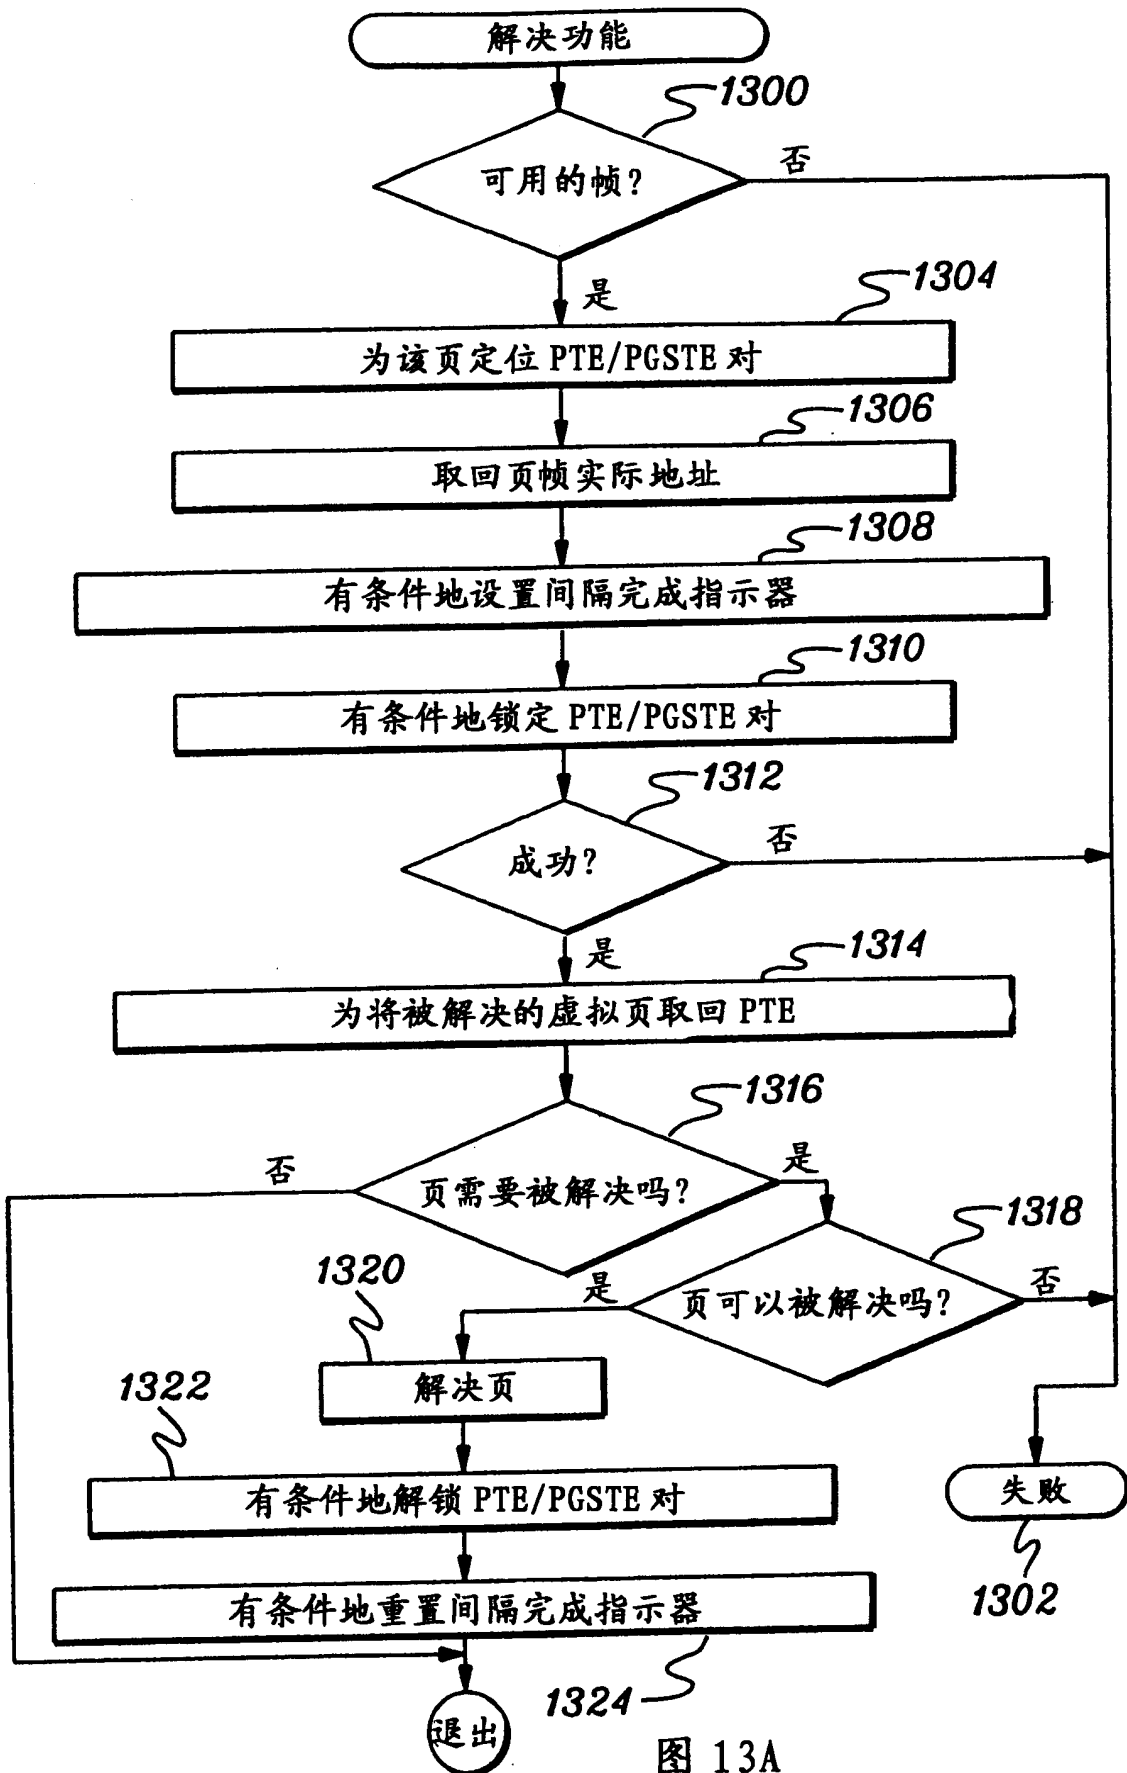 解决功能
1300
可用的帧?
否
是
1304
为该页定位 PTE/PGSTE 对
1306
取回页帧实际地址
1308
有条件地设置间隔完成指示器
1310
有条件地锁定 PTE/PGSTE 对
1312
成功?
否
是
1314
为将被解决的虚拟页取回 PTE
1316
页需要被解决吗?
否
是
1318
页可以被解决吗?
是
否
1320
解决页
1322
有条件地解锁 PTE/PGSTE 对
失败
1302
有条件地重置间隔完成指示器
1324
退出
图 13A